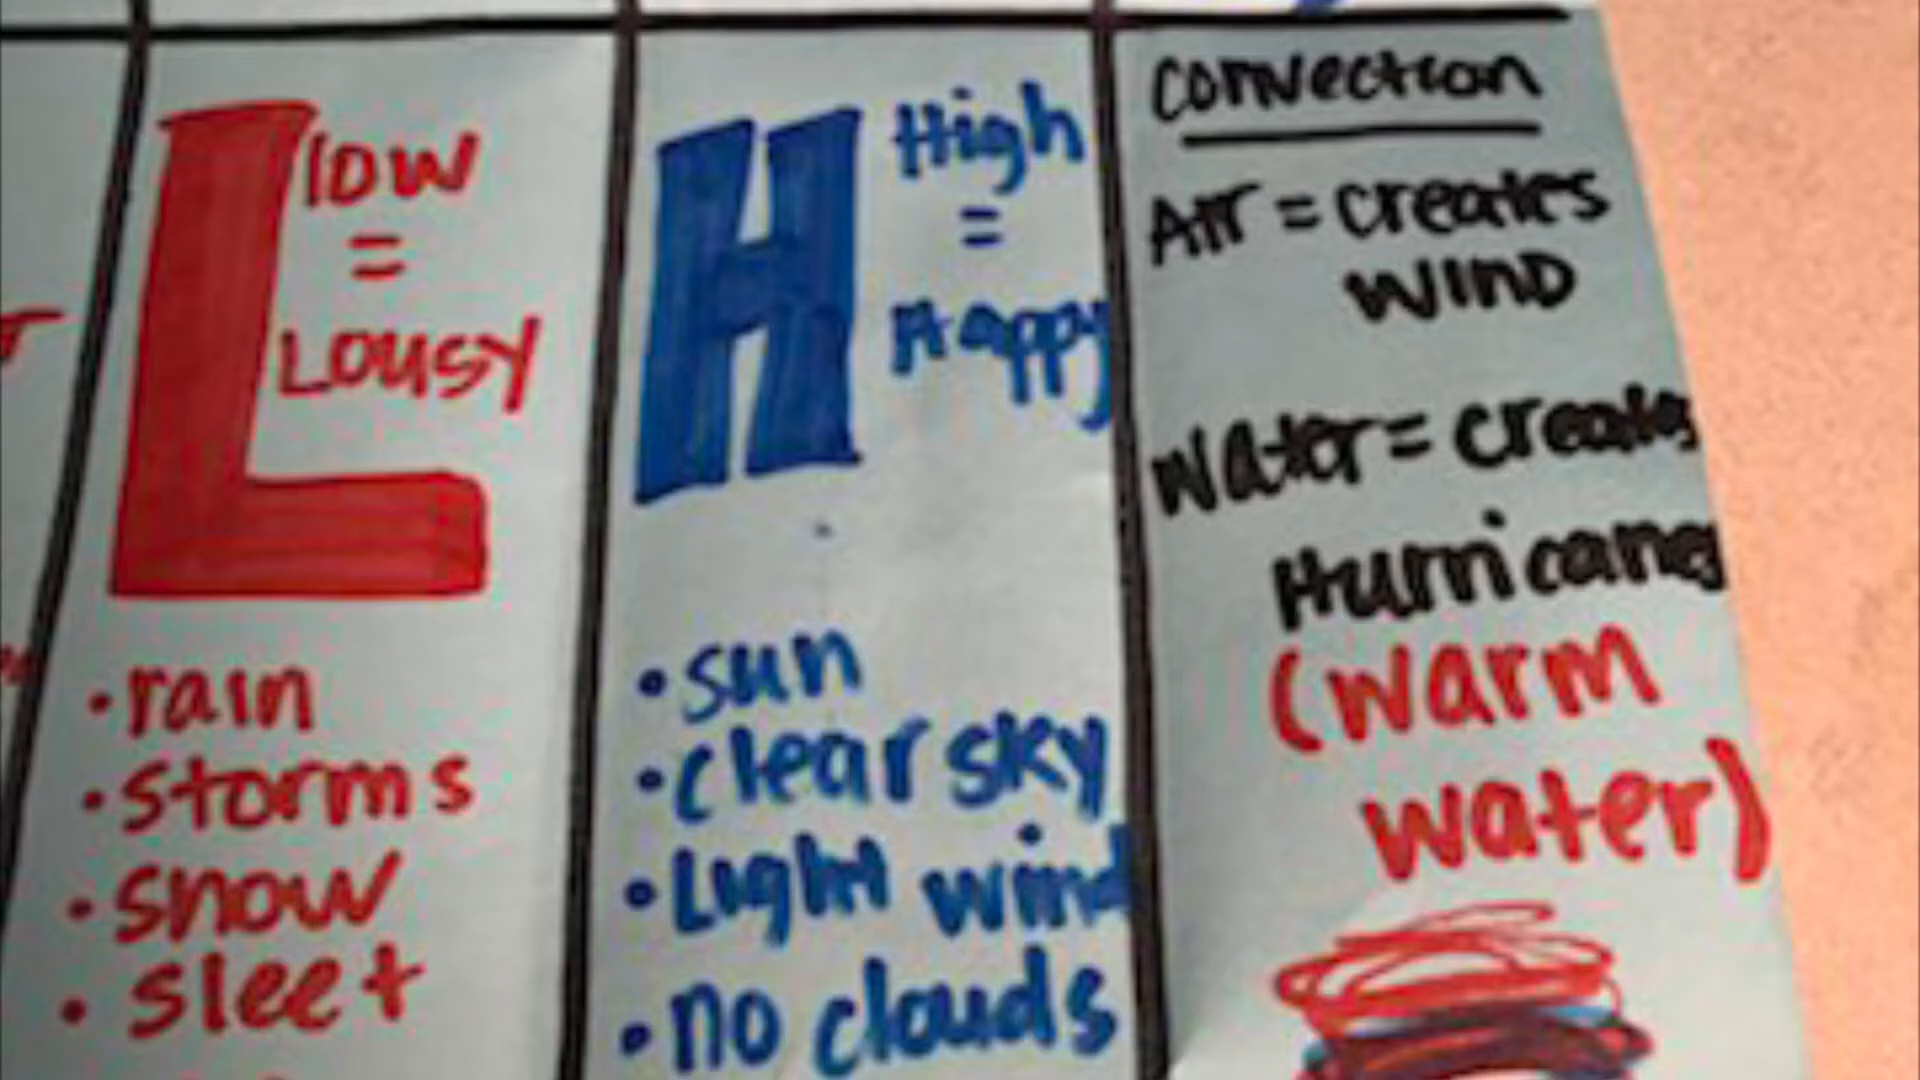 L low
=
Lousy
• rain
• storms
• snow
• sleet
H High
=
Happy
• sun
• clear sky
• Light wind
• no clouds
convection
Air = creates
WIND
Water = creates
Hurricanes
(warm
water)